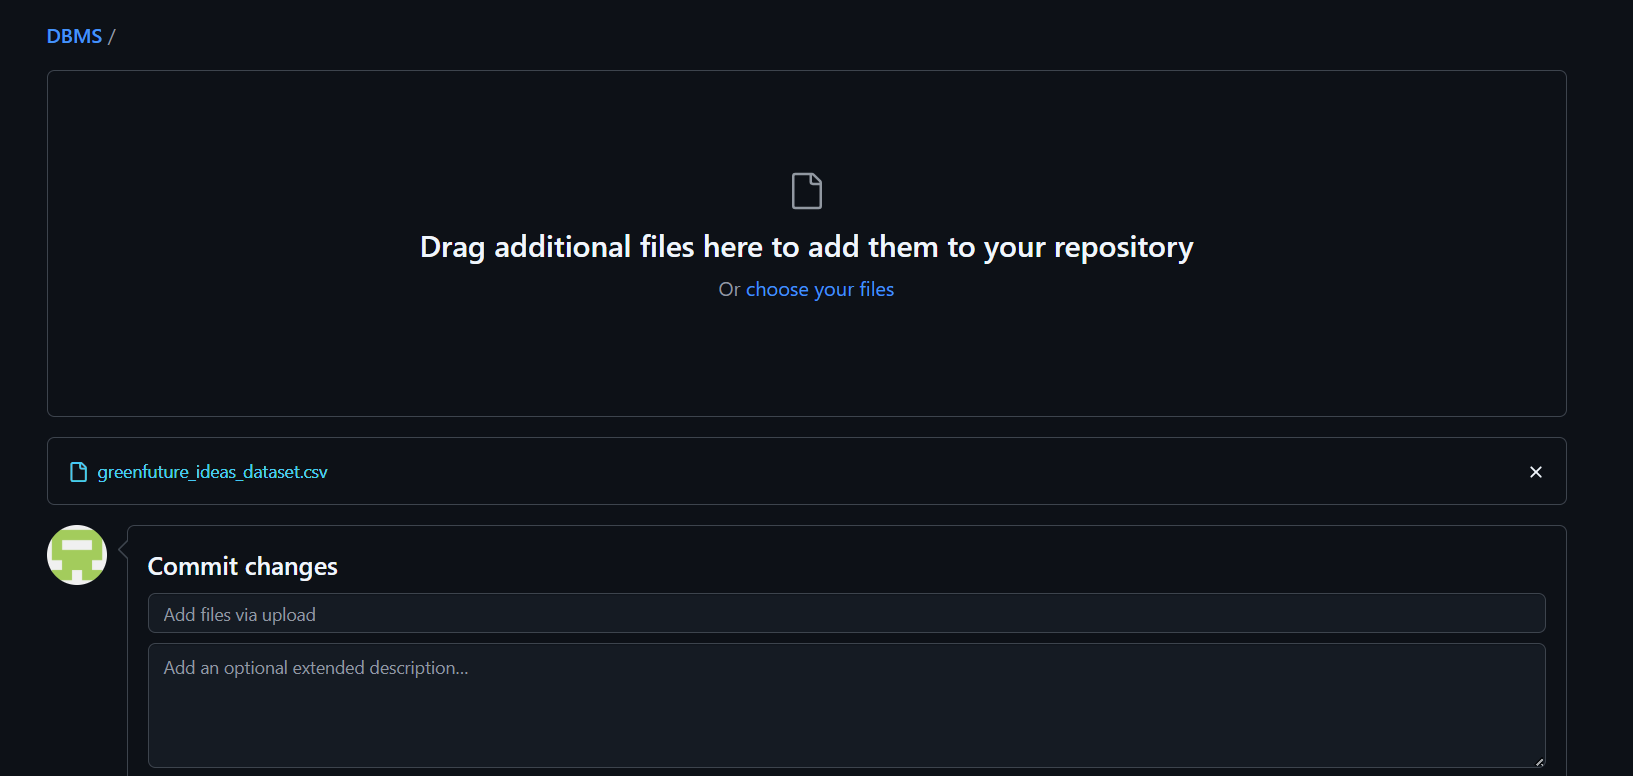 DBMS /
Drag additional files here to add them to your repository
Or choose your files
greenfuture_ideas_dataset.csv
Commit changes
Add files via upload
Add an optional extended description...